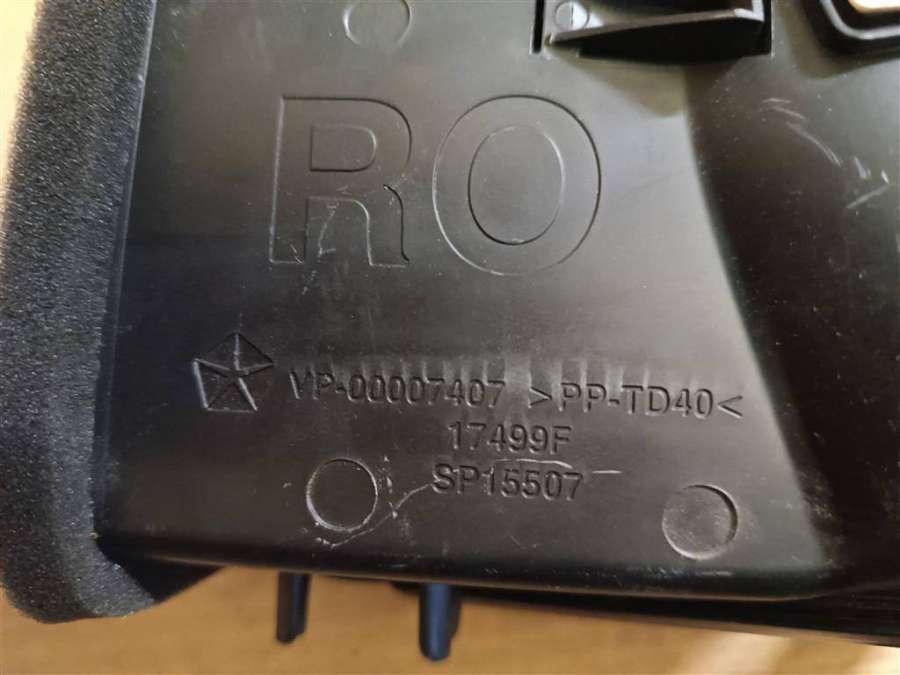 RO
VP-00007407 >PP-TD40<
17499F
SP15507